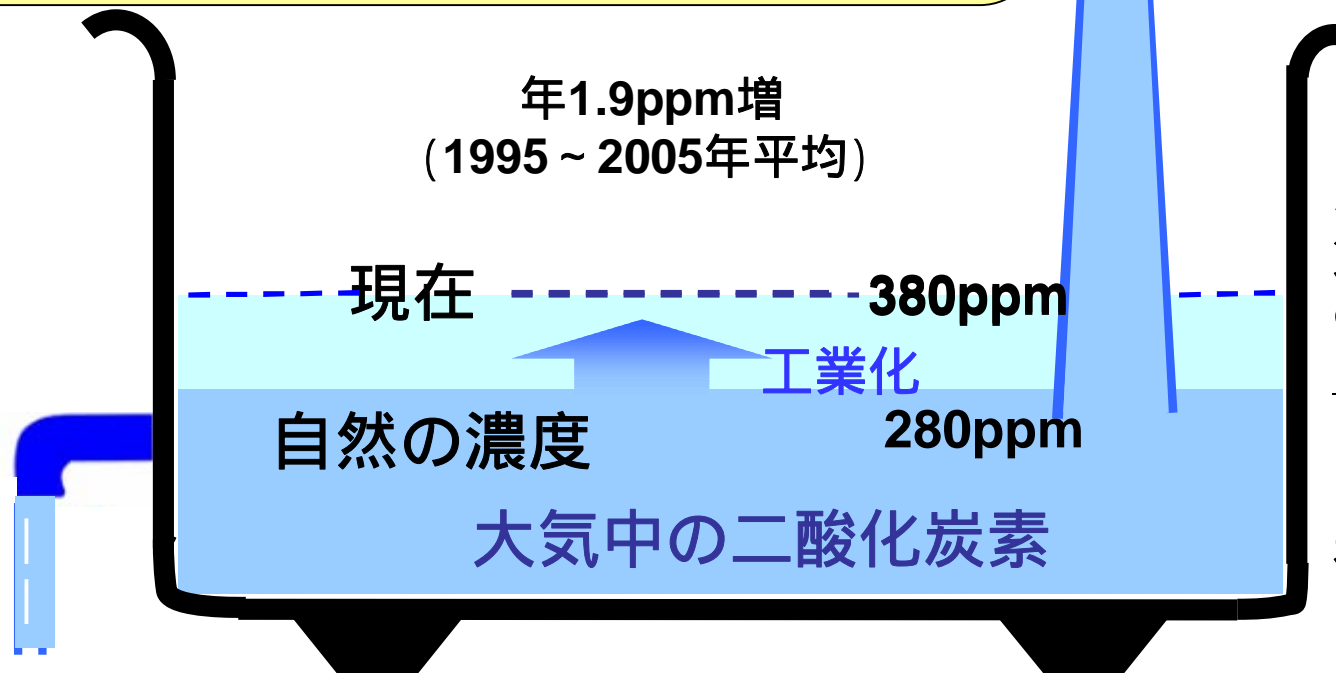 年1.9ppm増
(1995~2005年平均)
現在 380ppm
工業化
自然の濃度 280ppm
大気中の二酸化炭素